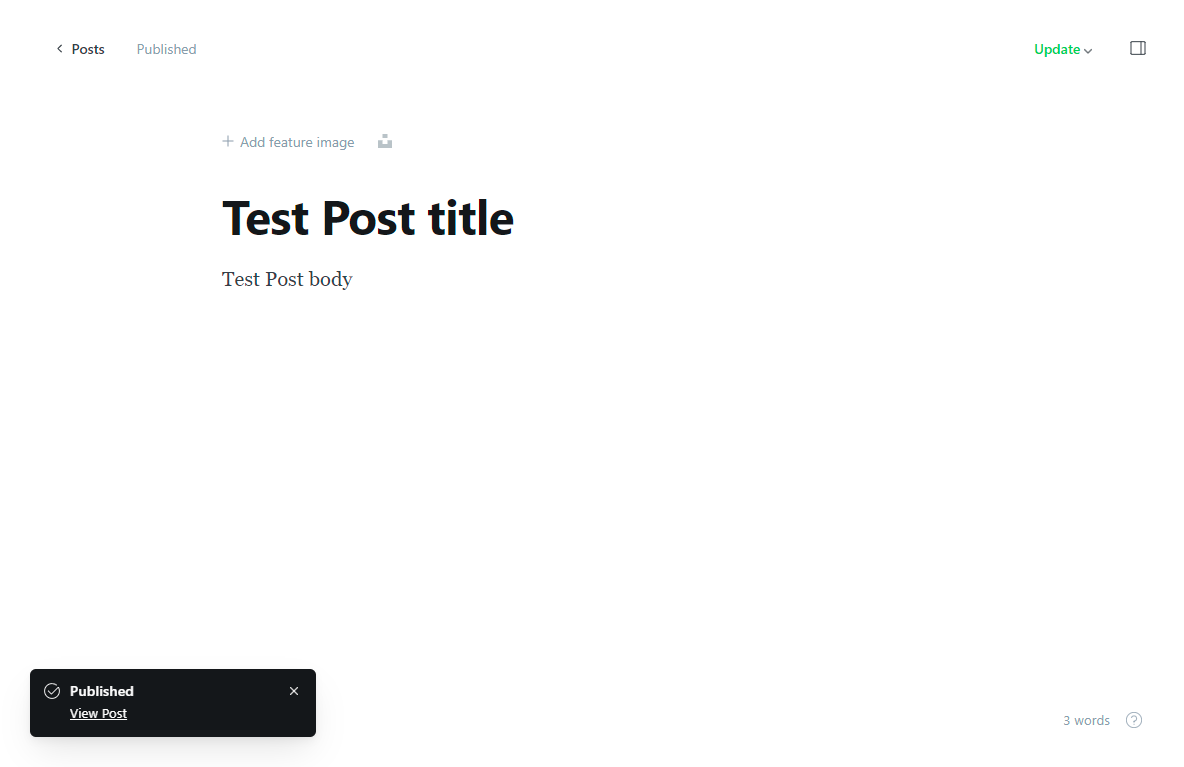 Posts
Published
Update
Add feature image
Test Post title
Test Post body
Published
View Post
3 words